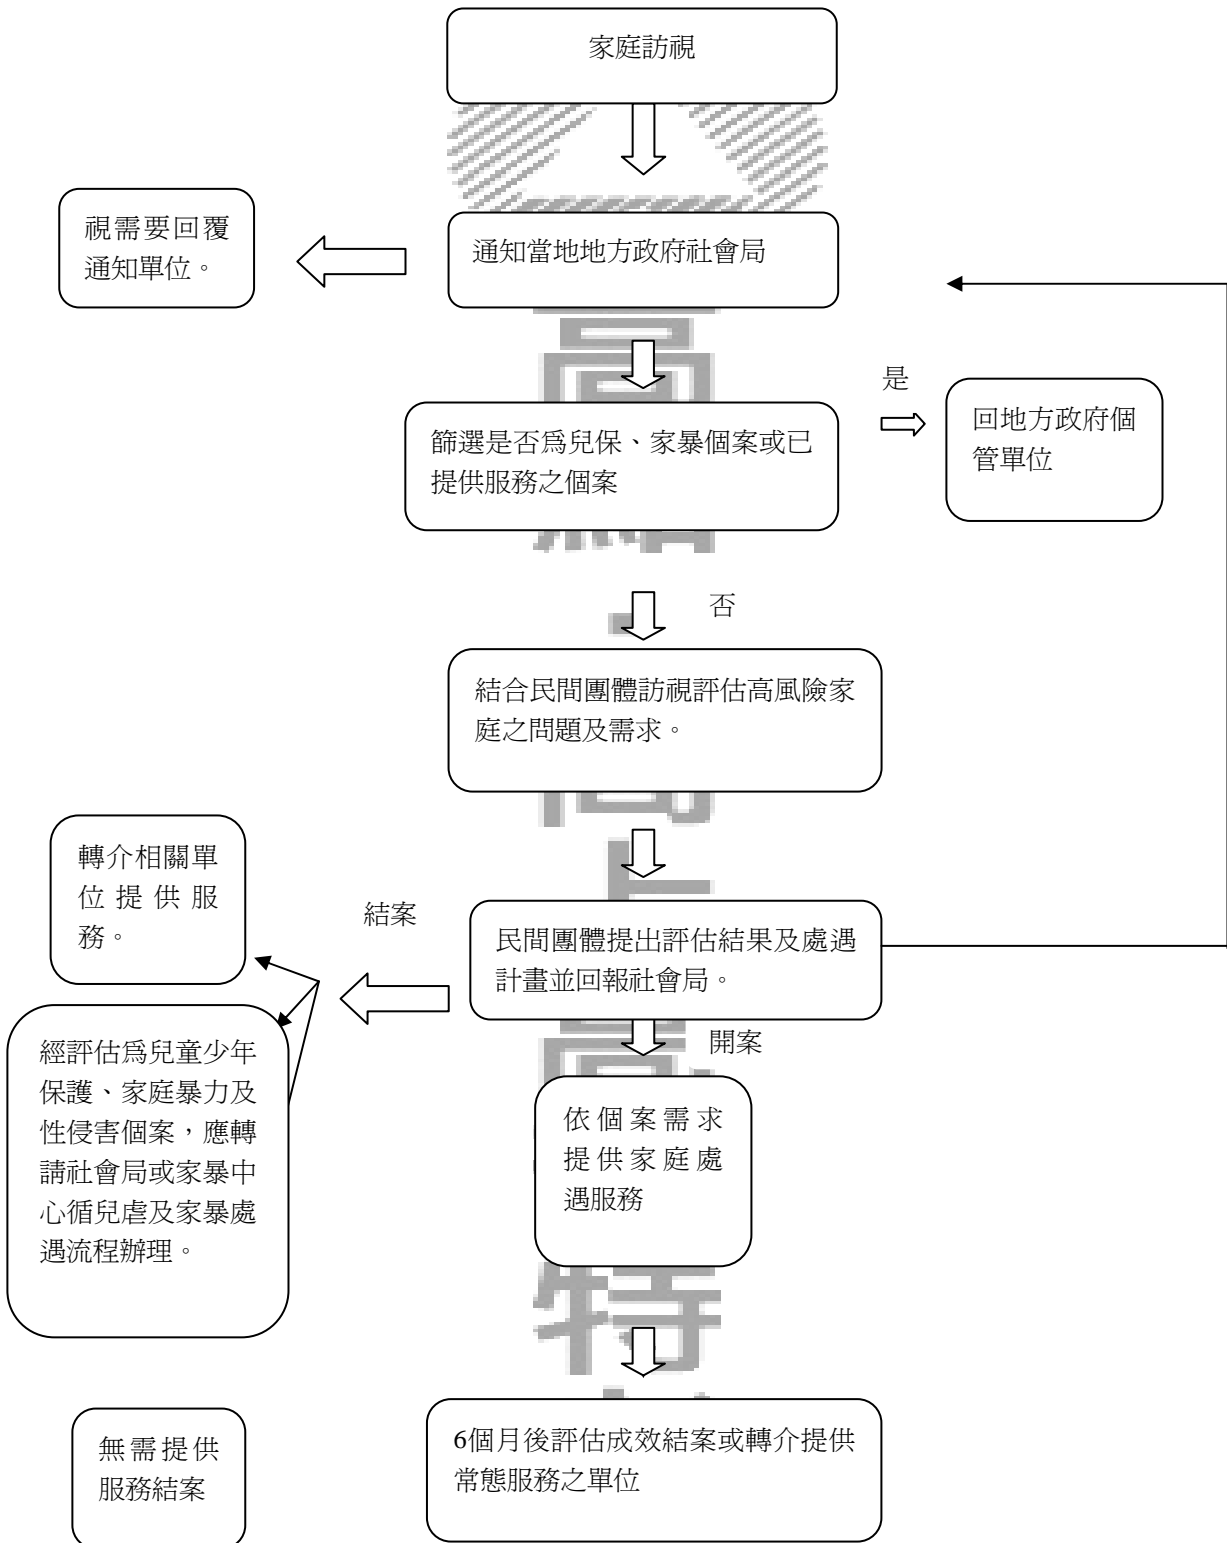 家庭訪視
視需要回覆
通知單位。
通知當地地方政府社會局
是
篩選是否爲兒保、家暴個案或已
提供服務之個案
回地方政府個
管單位
否
結合民間團體訪視評估高風險家
庭之問題及需求。
轉介相關單
位提供服
務。
結案
民間團體提出評估結果及處遇
計畫並回報社會局。
開案
經評估爲兒童少年
保護、家庭暴力及
性侵害個案，應轉
請社會局或家暴中
心循兒虐及家暴處
遇流程辦理。
依個案需求
提供家庭處
遇服務
無需提供
服務結案
6個月後評估成效結案或轉介提供
常態服務之單位